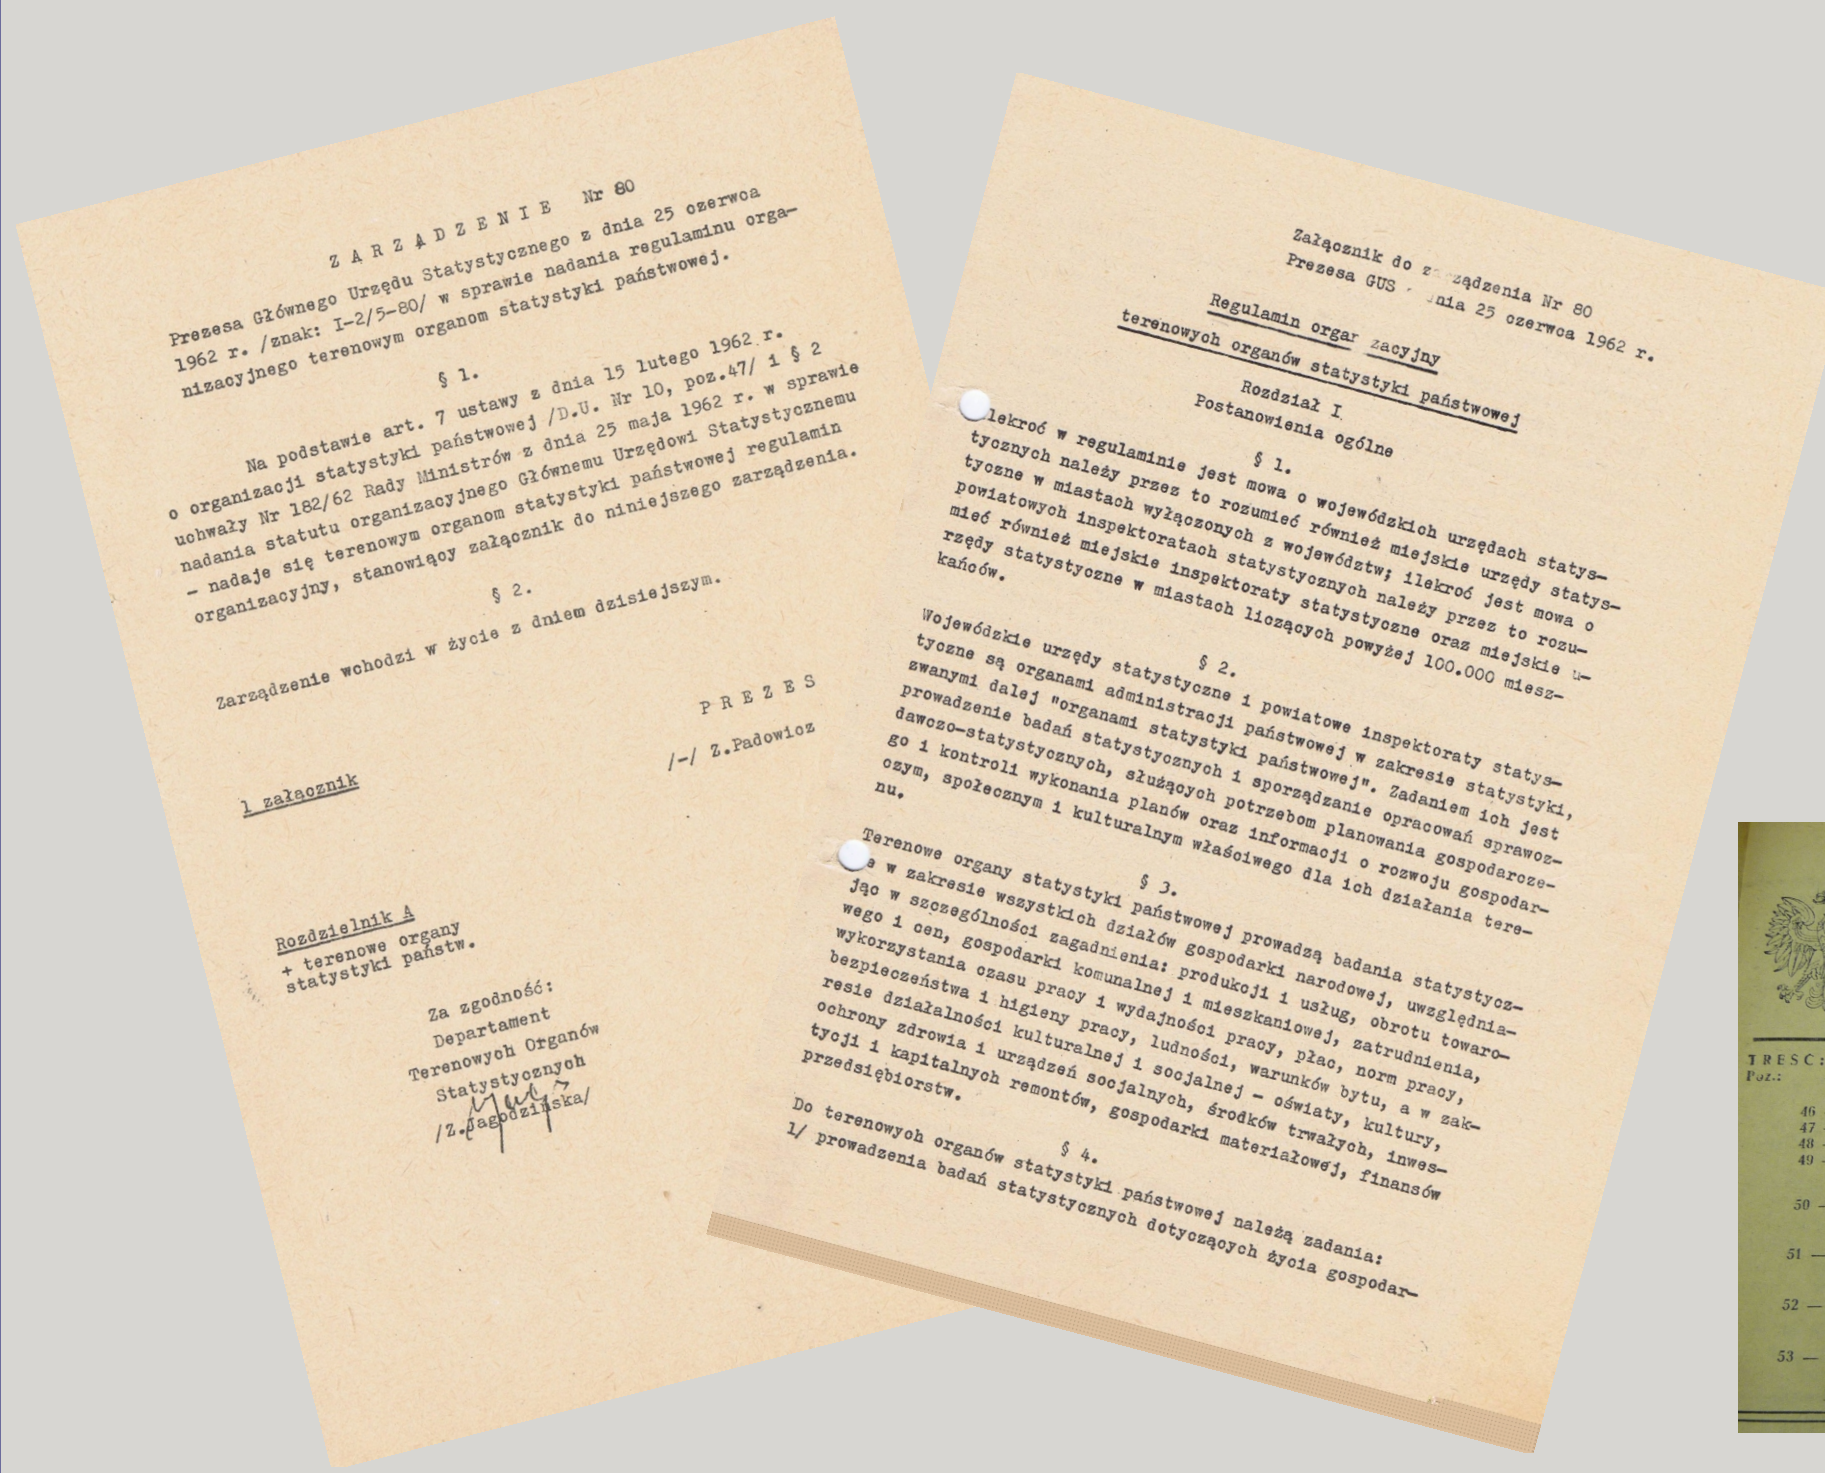 ZARZĄDZENIE Nr 80
Prezesa Głównego Urzędu Statystycznego z dnia 25 czerwca
1962 r. /znak: I-2/5-80/ w sprawie nadania regulaminu orga-
nizacyjnego terenowym organom statystyki państwowej.
§ 1.
Na podstawie art. 7 ustawy z dnia 15 lutego 1962 r.
o organizacji statystyki państwowej /D.U. Nr 10, poz.47/ i § 2
uchwały Nr 182/62 Rady Ministrów z dnia 25 maja 1962 r. w sprawie
nadania statutu organizacyjnego Głównemu Urzędowi Statystycznemu
- nadaje się terenowym organom statystyki państwowej regulamin
organizacyjny, stanowiący załącznik do niniejszego zarządzenia.
§ 2.
Zarządzenie wchodzi w życie z dniem dzisiejszym.
PREZES
/-/ Z.Padowicz
1 załącznik
Rozdzielnik A
+ terenowe organy
statystyki państw.
Za zgodność:
Departament
Terenowych Organów
Statystycznych
/Z.Jagodzińska/
Załącznik do z ządzenia Nr 80
Prezesa GUS nia 25 czerwca 1962 r.
Regulamin orgar zacyjny
terenowych organów statystyki państwowej
Rozdział I
Postanowienia ogólne
§ 1.
lekroć w regulaminie jest mowa o wojewódzkich urzędach statys-
tycznych należy przez to rozumieć również miejskie urzędy statys-
tyczne w miastach wyłączonych z województw; ilekroć jest mowa o
powiatowych inspektoratach statystycznych należy przez to rozu-
mieć również miejskie inspektoraty statystyczne oraz miejskie u-
rzędy statystyczne w miastach liczących powyżej 100.000 miesz-
kańców.
§ 2.
Wojewódzkie urzędy statystyczne i powiatowe inspektoraty statys-
tyczne są organami administracji państwowej w zakresie statystyki,
zwanymi dalej "organami statystyki państwowej". Zadaniem ich jest
prowadzenie badań statystycznych i sporządzanie opracowań sprawoz-
dawczo-statystycznych, służących potrzebom planowania gospodarcze-
go i kontroli wykonania planów oraz informacji o rozwoju gospodar-
czym, społecznym i kulturalnym właściwego dla ich działania tere-
nu.
§ 3.
Terenowe organy statystyki państwowej prowadzą badania statystycz-
e w zakresie wszystkich działów gospodarki narodowej, uwzględnia-
jąc w szczególności zagadnienia: produkcji i usług, obrotu towaro-
wego i cen, gospodarki komunalnej i mieszkaniowej, zatrudnienia,
wykorzystania czasu pracy i wydajności pracy, płac, norm pracy,
bezpieczeństwa i higieny pracy, ludności, warunków bytu, a w zak-
resie działalności kulturalnej i socjalnej - oświaty, kultury,
ochrony zdrowia i urządzeń socjalnych, środków trwałych, inwes-
tycji i kapitalnych remontów, gospodarki materiałowej, finansów
przedsiębiorstw.
§ 4.
Do terenowych organów statystyki państwowej należą zadania:
1/ prowadzenia badań statystycznych dotyczących życia gospodar-
TREŚĆ:
Poz.:
46
47 -
48 -
49 -
50 —
51 —
52 —
53 —